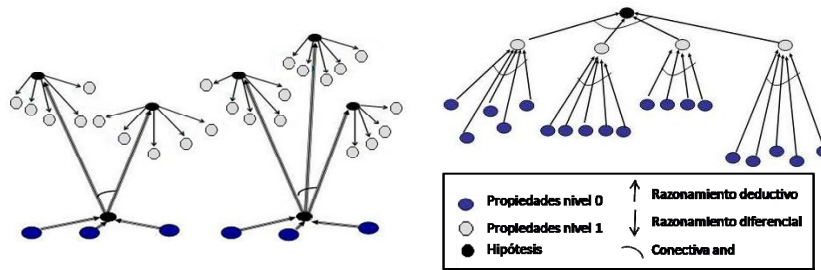 Propiedades nivel 0
Propiedades nivel 1
Hipótesis
Razonamiento deductivo
Razonamiento diferencial
Conectiva and